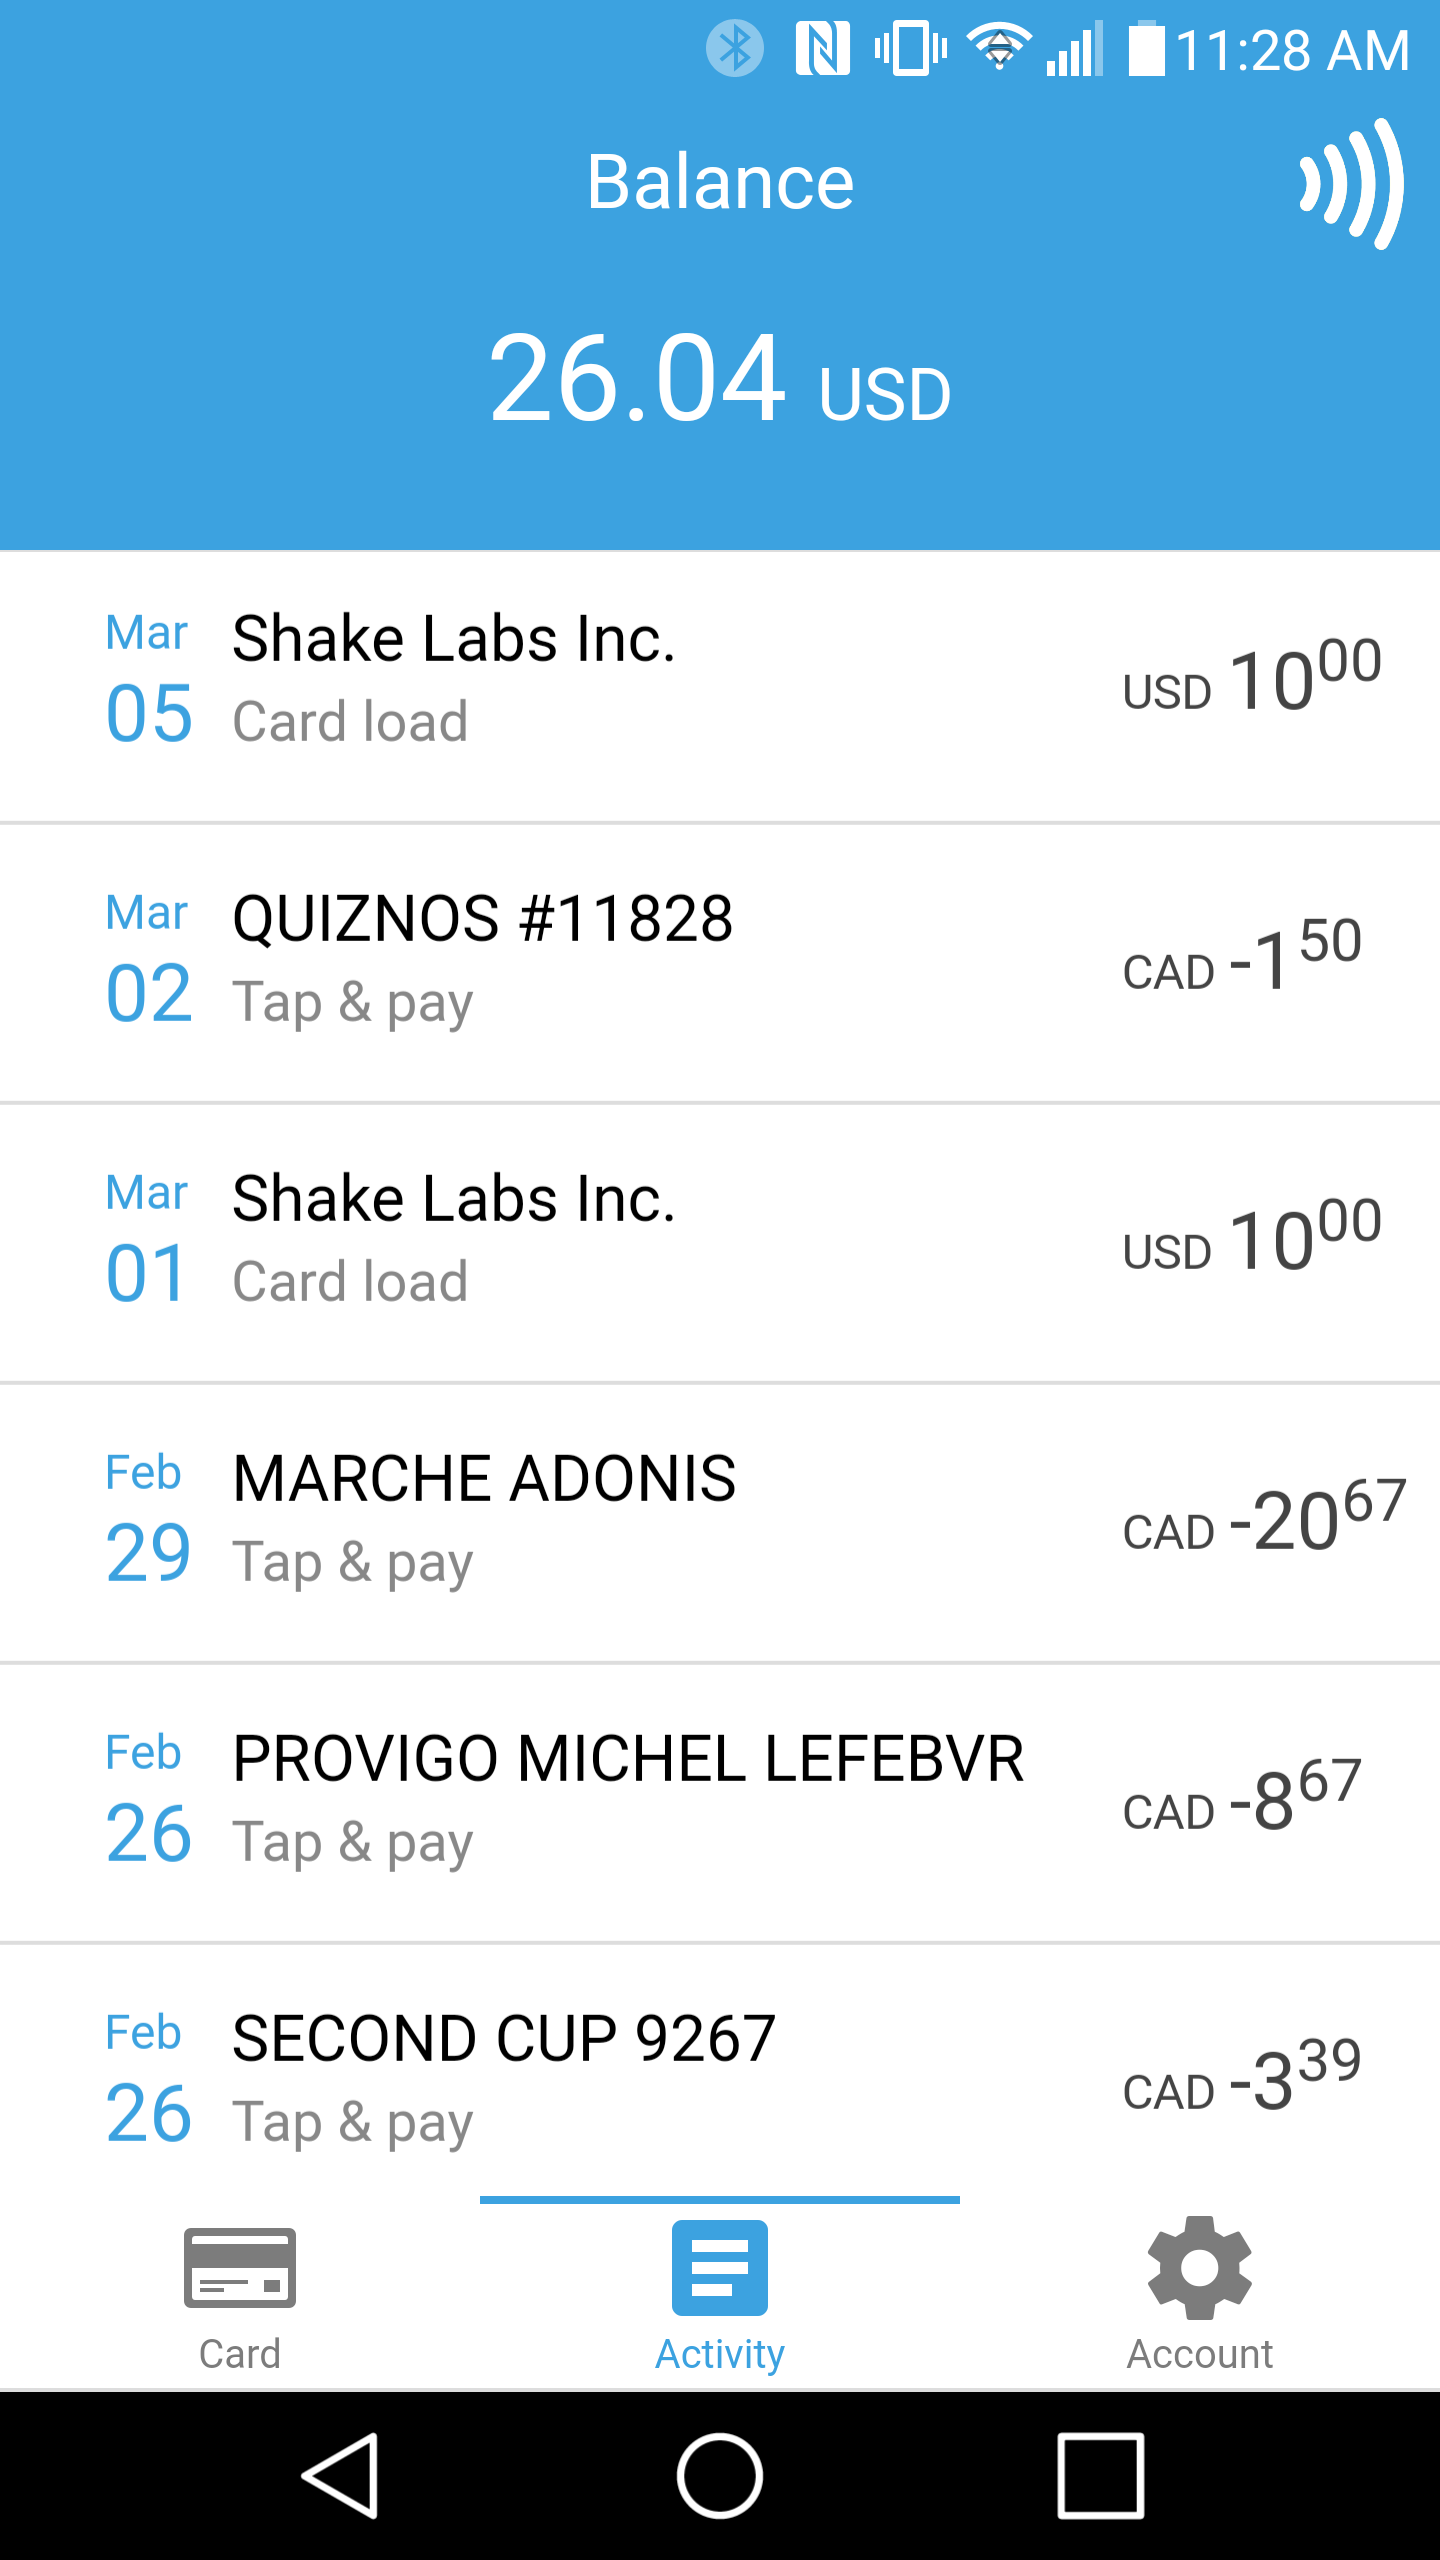 11:28 AM
Balance
26.04 USD
Mar 05
Shake Labs Inc.
Card load
USD 10 00
Mar 02
QUIZNOS #11828
Tap & pay
CAD -1 50
Mar 01
Shake Labs Inc.
Card load
USD 10 00
Feb 29
MARCHE ADONIS
Tap & pay
CAD -20 67
Feb 26
PROVIGO MICHEL LEFEBVR
Tap & pay
CAD -8 67
Feb 26
SECOND CUP 9267
Tap & pay
CAD -3 39
Card
Activity
Account